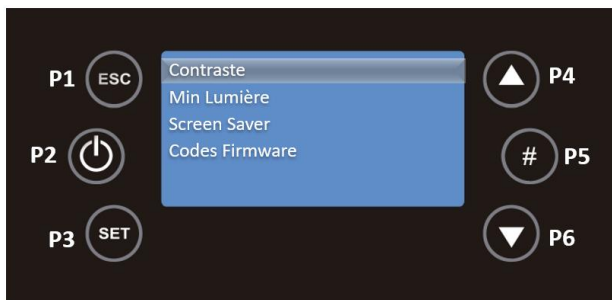 P1 ESC
Contraste
P4
Min Lumière
Screen Saver
P2
# P5
Codes Firmware
P3 SET
P6